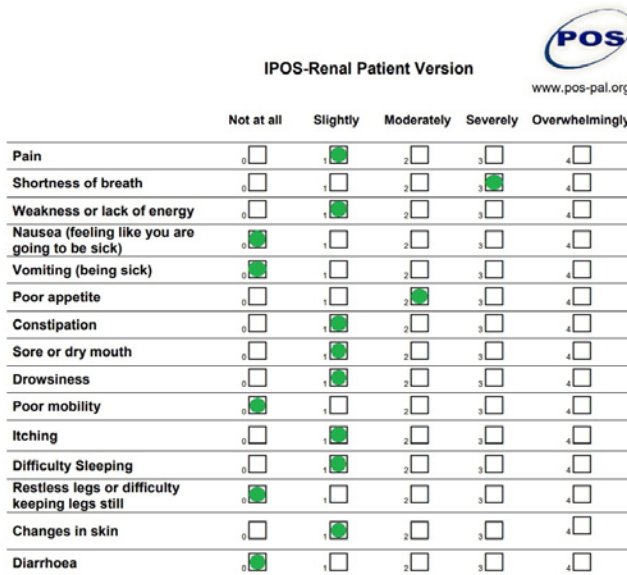 POS
IPOS-Renal Patient Version
www.pos-pal.org
Not at all Slightly Moderately Severely Overwhelmingly
Pain 0 1 2 3 4
Shortness of breath 0 1 2 3 4
Weakness or lack of energy 0 1 2 3 4
Nausea (feeling like you are
going to be sick) 0 1 2 3 4
Vomiting (being sick) 0 1 2 3 4
Poor appetite 0 1 2 3 4
Constipation 0 1 2 3 4
Sore or dry mouth 0 1 2 3 4
Drowsiness 0 1 2 3 4
Poor mobility 0 1 2 3 4
Itching 0 1 2 3 4
Difficulty Sleeping 0 1 2 3 4
Restless legs or difficulty
keeping legs still 0 1 2 3 4
Changes in skin 0 1 2 3 4
Diarrhoea 0 1 2 3 4